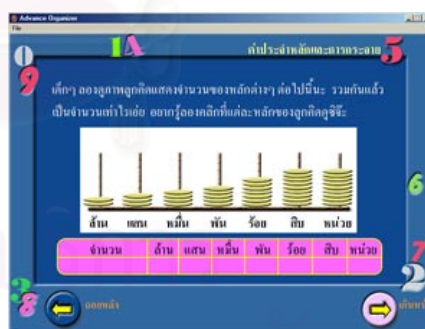 Advance Organizer
File
ค่าประจำหลักและการกระจาย
เด็กๆ ลองดูภาพลูกคิดแสดงจำนวนของหลักต่างๆ ต่อไปนี้นะ รวมกันแล้ว
เป็นจำนวนเท่าไรเอ่ย อยากรู้ลองคลิกที่แต่ละหลักของลูกคิดดูซิจ๊ะ
ล้าน แสน หมื่น พัน ร้อย สิบ หน่วย
จำนวน ล้าน แสน หมื่น พัน ร้อย สิบ หน่วย
ถอยหลัง
0
1A
5
9
6
7
2
3
8